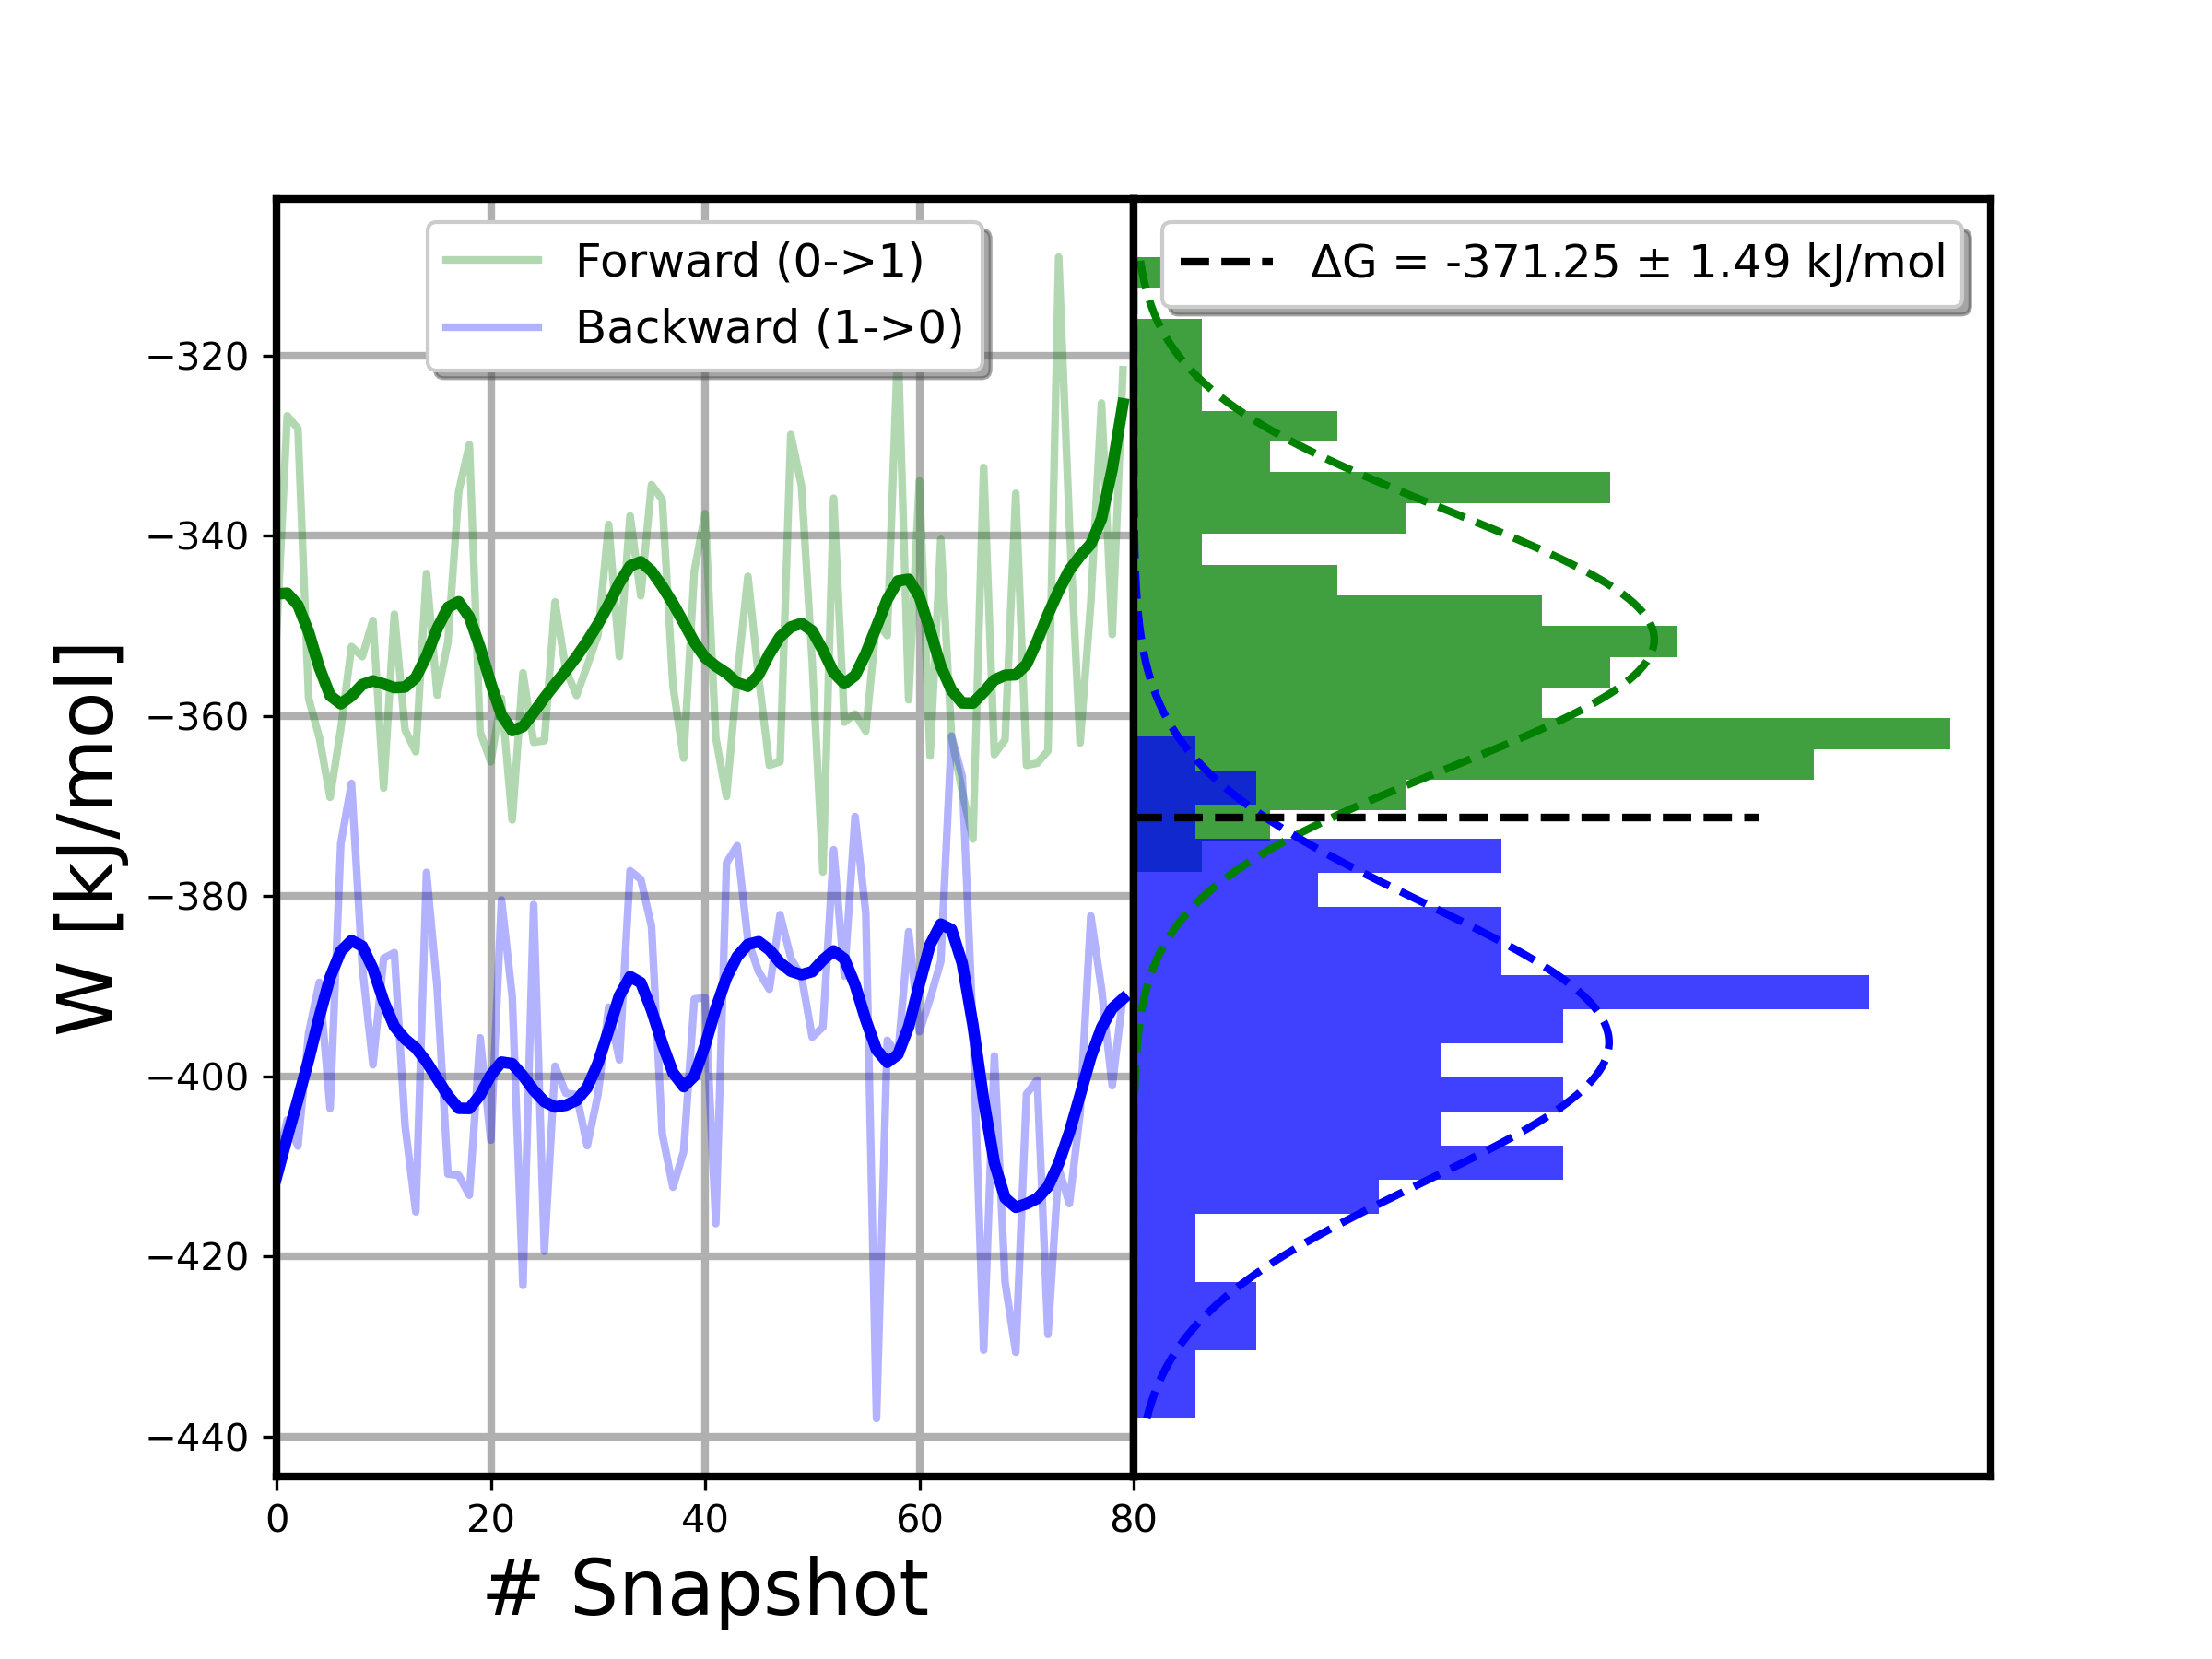 Forward (0->1)
Backward (1->0)
ΔG = -371.25 ± 1.49 kJ/mol
W [kJ/mol]
−320
−340
−360
−380
−400
−420
−440
0 20 40 60 80
# Snapshot